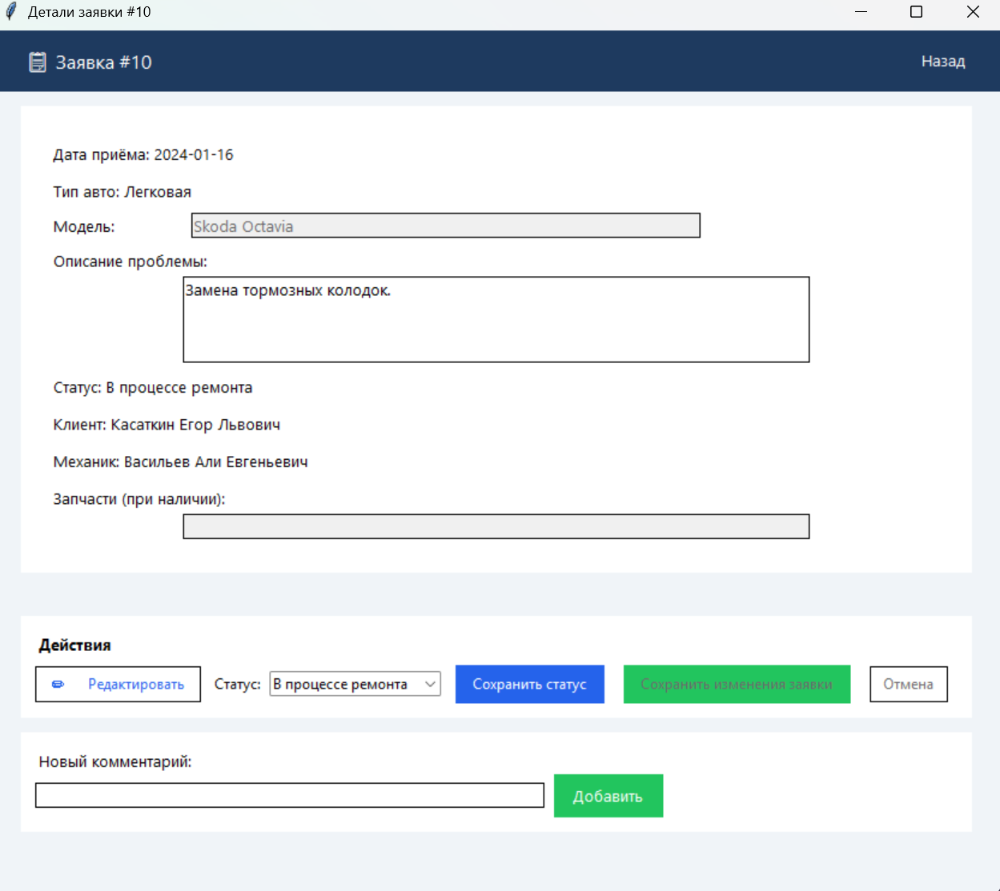 Детали заявки #10
Заявка #10
Назад
Дата приёма: 2024-01-16
Тип авто: Легковая
Модель: Skoda Octavia
Описание проблемы:
Замена тормозных колодок.
Статус: В процессе ремонта
Клиент: Касаткин Егор Львович
Механик: Васильев Али Евгеньевич
Запчасти (при наличии):
Действия
Редактировать Статус: В процессе ремонта Сохранить статус Сохранить изменения заявки Отмена
Новый комментарий:
Добавить